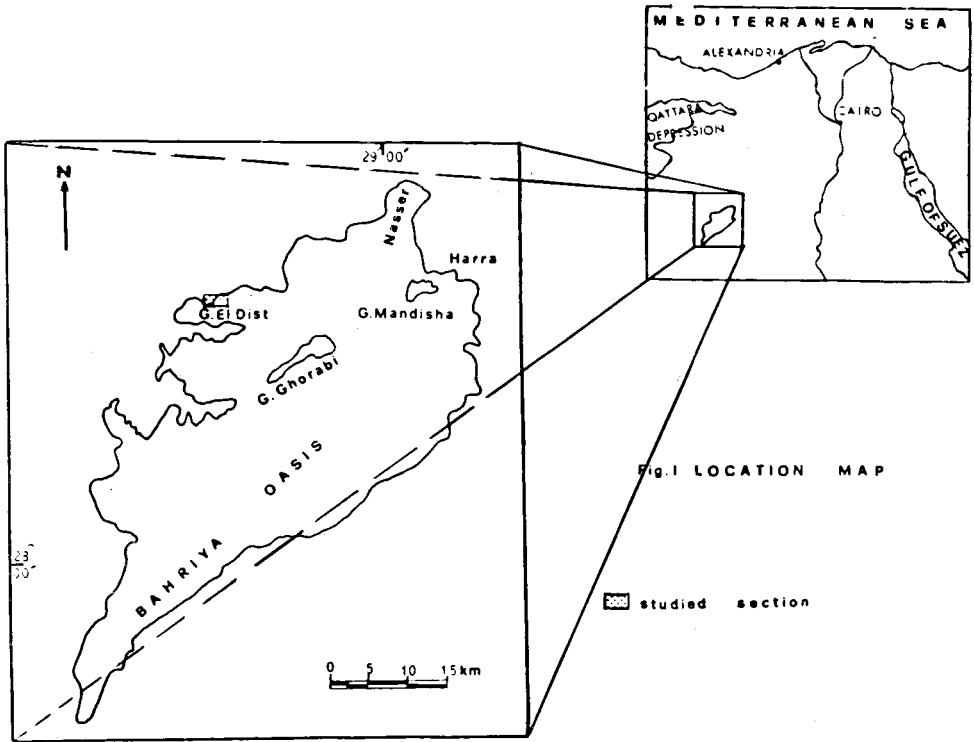 MEDITERRANEAN SEA
ALEXANDRIA
QATTARA
DEPRESSION
CAIRO
GULF OF SUEZ
29°00'
N
Nasser
Harra
G.El Dist
G.Mandisha
G.Ghorabi
OASIS
BAHRIYA
Fig.1 LOCATION MAP
studied section
0 5 10 15 km